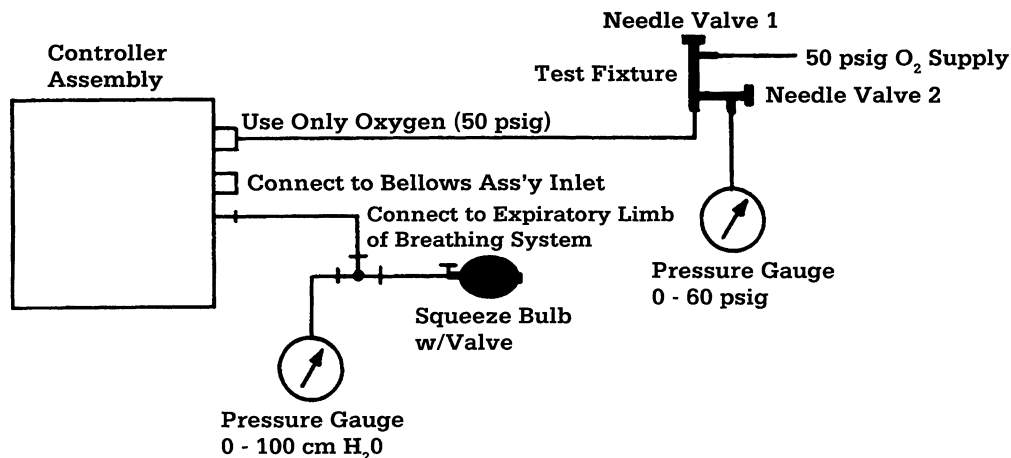 Needle Valve 1
Controller
Assembly
50 psig O₂ Supply
Test Fixture
Needle Valve 2
Use Only Oxygen (50 psig)
Connect to Bellows Ass'y Inlet
Connect to Expiratory Limb
of Breathing System
Pressure Gauge
0 - 60 psig
Squeeze Bulb
w/Valve
Pressure Gauge
0 - 100 cm H₂0